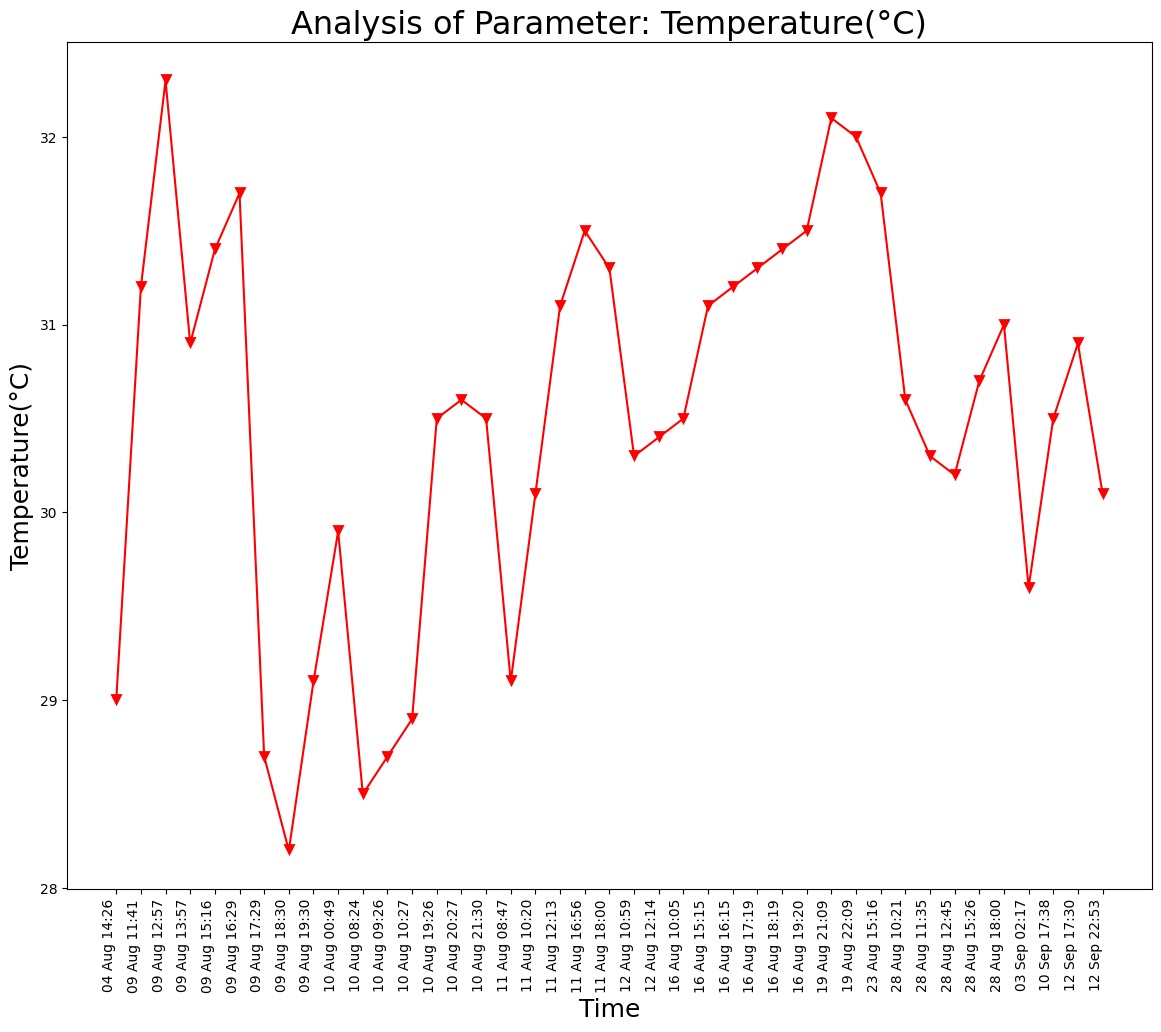 Analysis of Parameter: Temperature(°C)
Temperature(°C)
32
31
30
29
28
04 Aug 14:26
09 Aug 11:41
09 Aug 12:57
09 Aug 13:57
09 Aug 15:16
09 Aug 16:29
09 Aug 17:29
09 Aug 18:30
09 Aug 19:30
10 Aug 00:49
10 Aug 08:24
10 Aug 09:26
10 Aug 10:27
10 Aug 19:26
10 Aug 20:27
10 Aug 21:30
11 Aug 08:47
11 Aug 10:20
11 Aug 12:13
11 Aug 16:56
11 Aug 18:00
12 Aug 10:59
12 Aug 12:14
16 Aug 10:05
16 Aug 15:15
16 Aug 16:15
16 Aug 17:19
16 Aug 18:19
16 Aug 19:20
19 Aug 21:09
19 Aug 22:09
23 Aug 15:16
28 Aug 10:21
28 Aug 11:35
28 Aug 12:45
28 Aug 15:26
28 Aug 18:00
03 Sep 02:17
10 Sep 17:38
12 Sep 17:30
12 Sep 22:53
Time